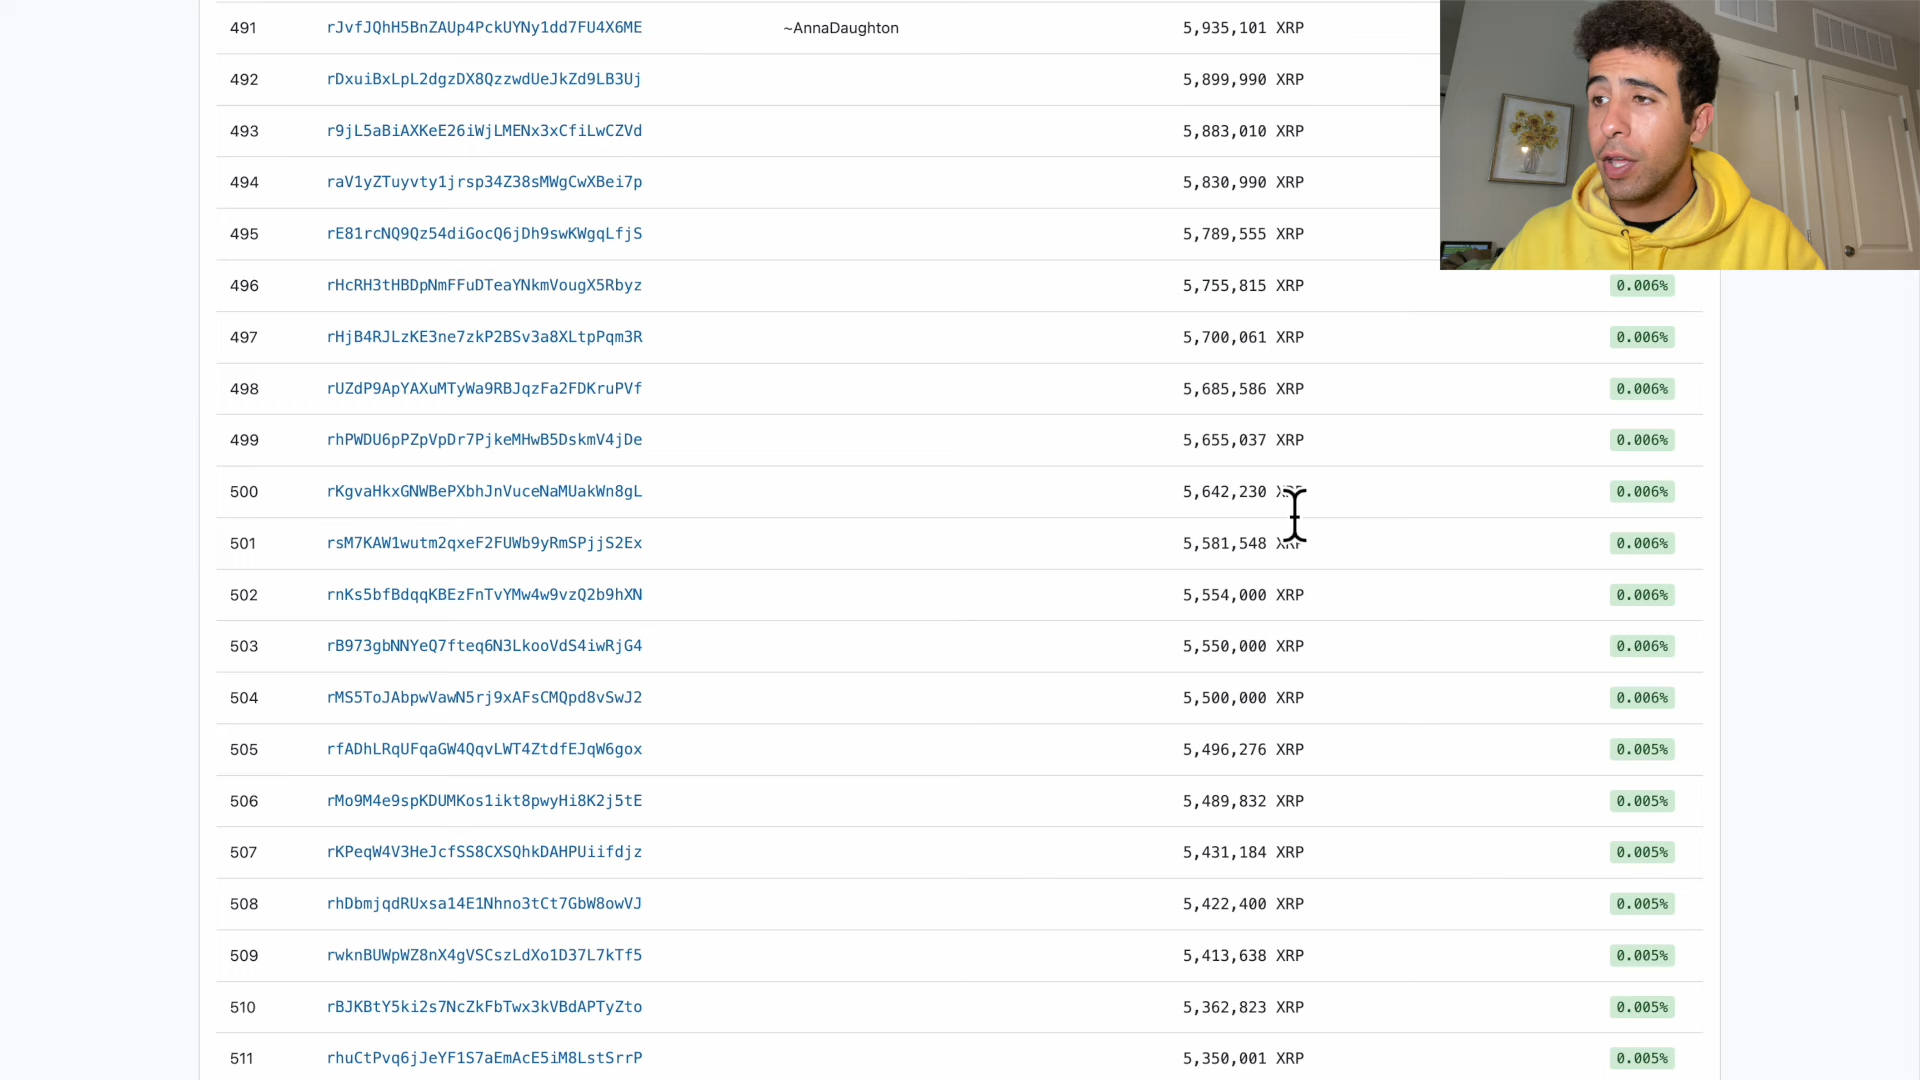 491 rJvfJQhH5BnZAUp4PckUYNy1dd7FU4X6ME ~AnnaDaughton 5,935,101 XRP
492 rDxuiBxLpL2dgzDX8QzzwdUeJkZd9LB3Uj 5,899,990 XRP
493 r9jL5aBiAXKeE26iWjLMENx3xCfiLwCZVd 5,883,010 XRP
494 raV1yZTuyvty1jrsp34Z38sMWgCwXBei7p 5,830,990 XRP
495 rE81rcNQ9Qz54diGocQ6jDh9swKWgqLfjS 5,789,555 XRP
496 rHcRH3tHBDpNmFFuDTeaYNkmVougX5Rbyz 5,755,815 XRP 0.006%
497 rHjB4RJLzKE3ne7zkP2BSv3a8XLtpPqm3R 5,700,061 XRP 0.006%
498 rUZdP9ApYAXuMTyWa9RBJqzFa2FDKruPVf 5,685,586 XRP 0.006%
499 rhPWDU6pPZpVpDr7PjkeMHwB5DskmV4jDe 5,655,037 XRP 0.006%
500 rKgvaHkxGNWBePXbhJnVuceNaMUakWn8gL 5,642,230 XRP 0.006%
501 rsM7KAW1wutm2qxeF2FUWb9yRmSPjjS2Ex 5,581,548 XRP 0.006%
502 rnKs5bfBdqqKBEzFnTvYMw4w9vzQ2b9hXN 5,554,000 XRP 0.006%
503 rB973gbNNYeQ7fteq6N3LkooVdS4iwRjG4 5,550,000 XRP 0.006%
504 rMS5ToJAbpwVawN5rj9xAFsCMQpd8vSwJ2 5,500,000 XRP 0.006%
505 rfADhLRqUFqaGW4QqvLWT4ZtdfEJqW6gox 5,496,276 XRP 0.005%
506 rMo9M4e9spKDUMKos1ikt8pwyHi8K2j5tE 5,489,832 XRP 0.005%
507 rKPeqW4V3HeJcfSS8CXSQhkDAHPUiifdjz 5,431,184 XRP 0.005%
508 rhDbmjqdRUxsa14E1Nhno3tCt7GbW8owVJ 5,422,400 XRP 0.005%
509 rwknBUWpWZ8nX4gVSCszLdXo1D37L7kTf5 5,413,638 XRP 0.005%
510 rBJKBtY5ki2s7NcZkFbTwx3kVBdAPTyZto 5,362,823 XRP 0.005%
511 rhuCtPvq6jJeYF1S7aEmAcE5iM8LstSrrP 5,350,001 XRP 0.005%